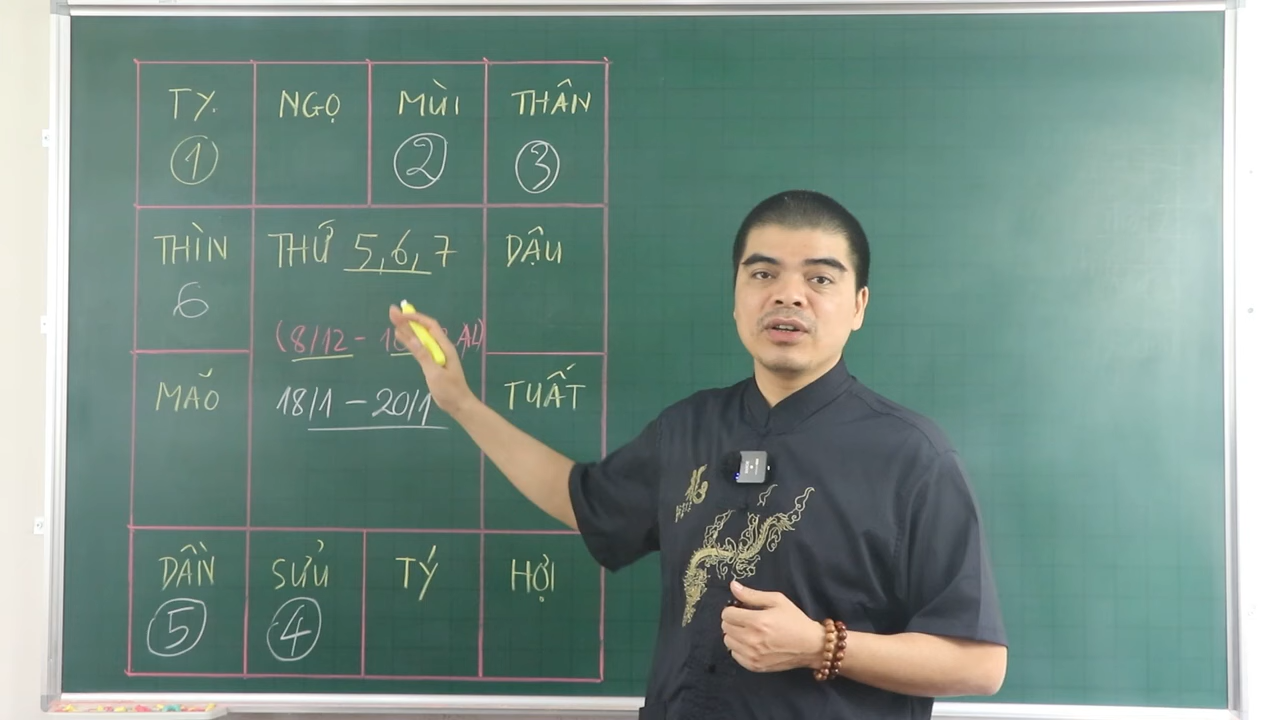 TỴ NGỌ MÙI THÂN
① ② ③
THÌN THỨ 5,6,7 DẬU
6
(8/12 - 10 AL)
MÃO 18/1 - 20/1 TUẤT
DẦN SỬU TÝ HỢI
⑤ ④